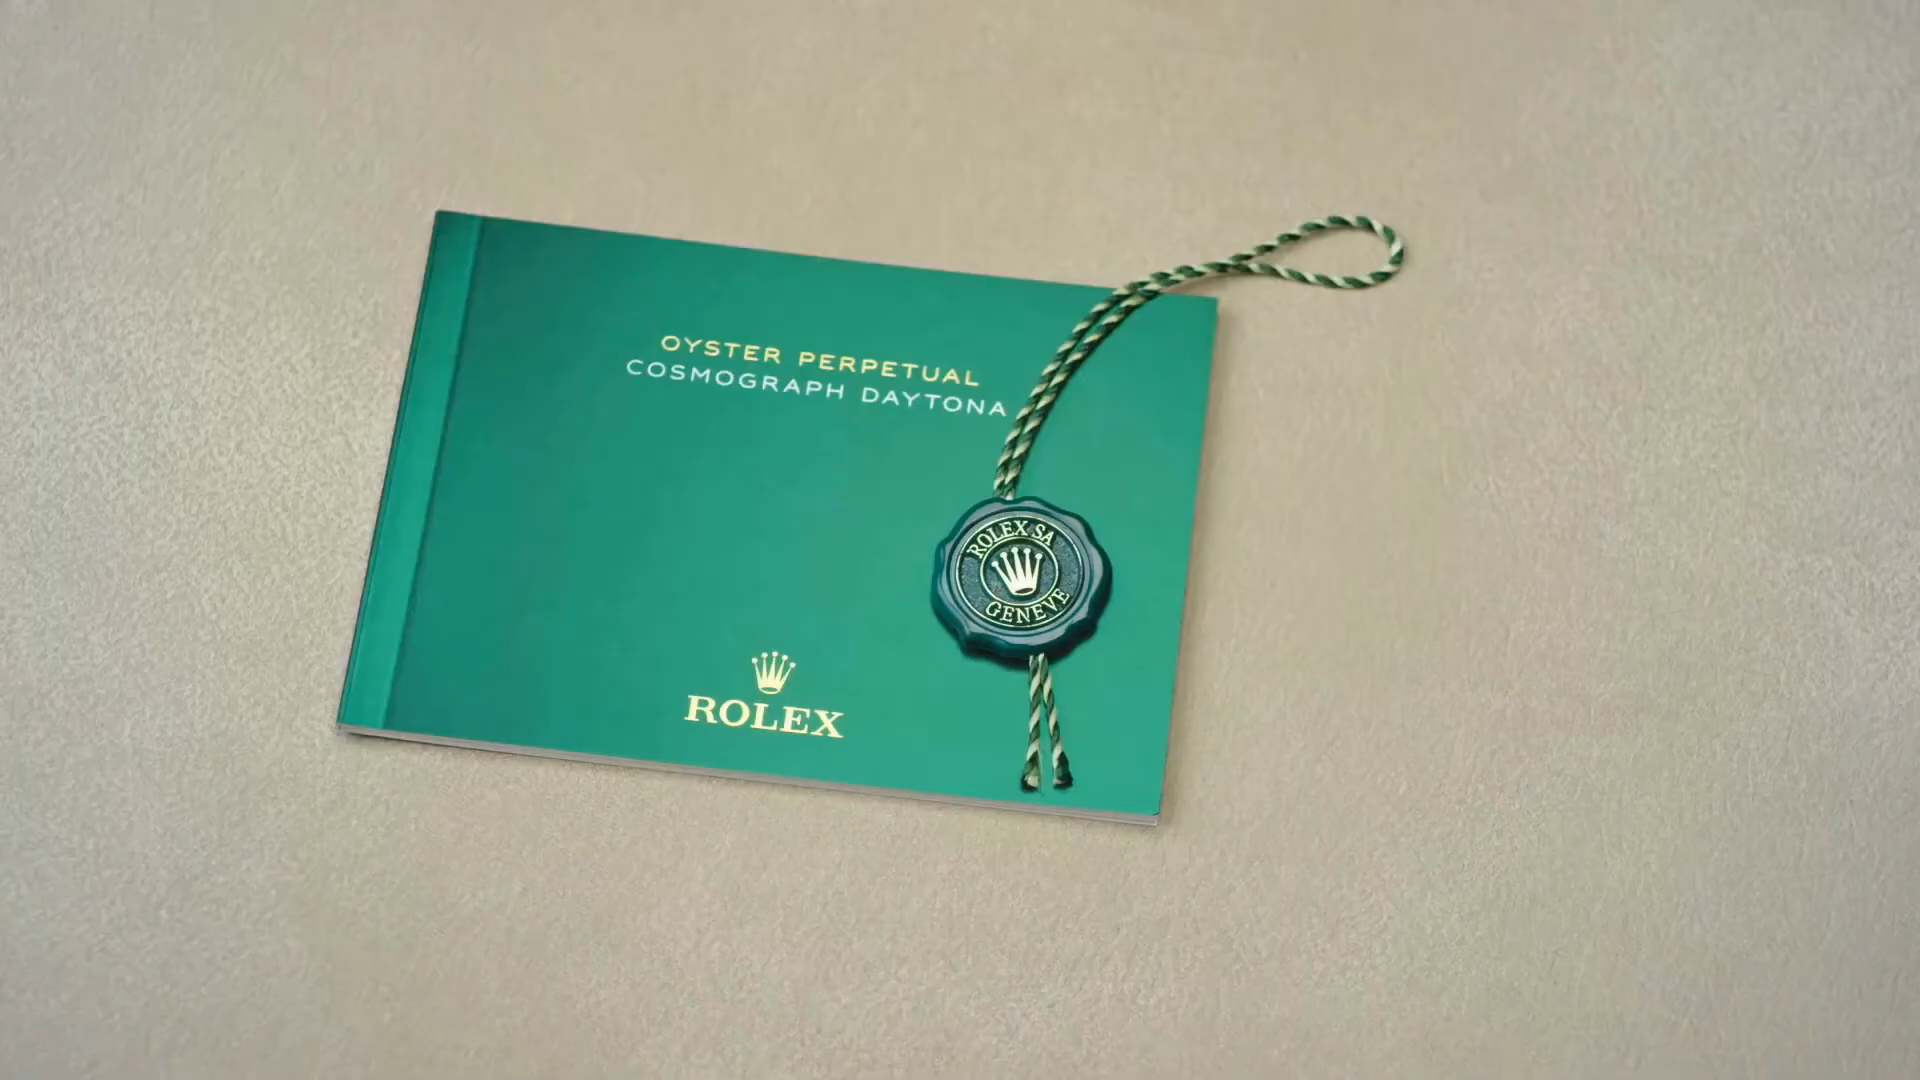 OYSTER PERPETUAL
COSMOGRAPH DAYTONA
ROLEX SA
GENEVE
ROLEX